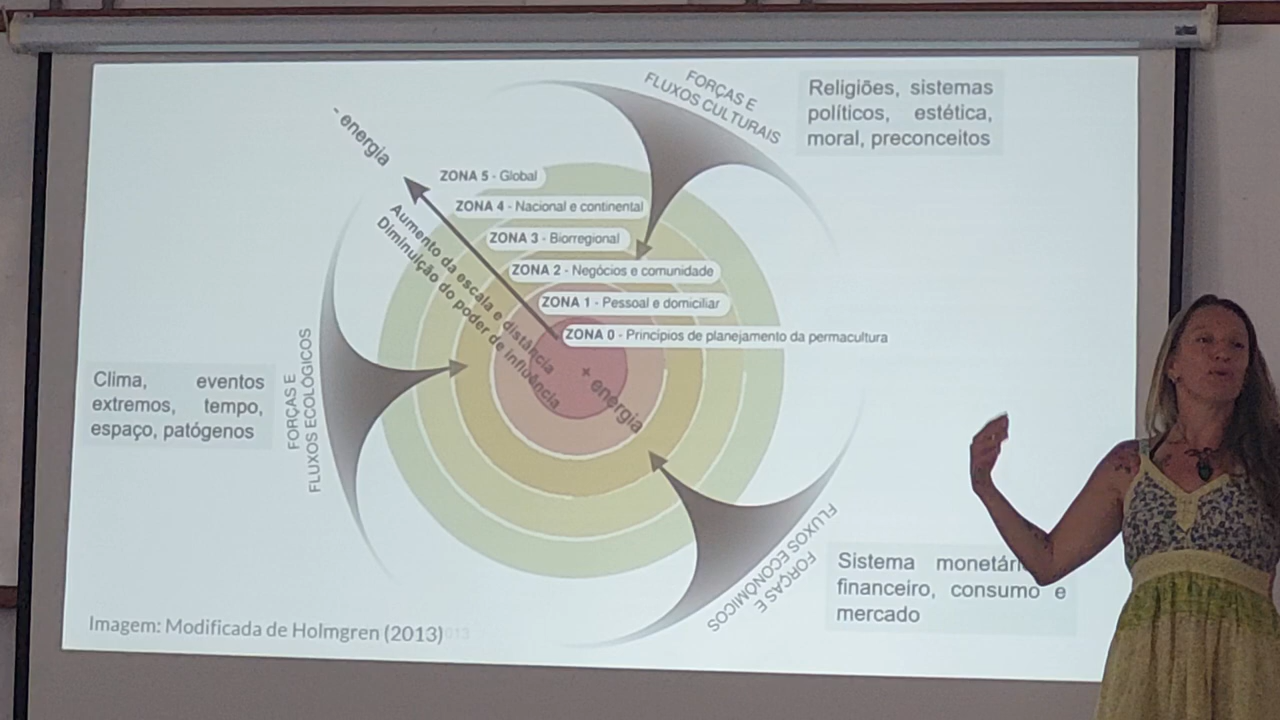 FORÇAS E
FLUXOS CULTURAIS
Religiões, sistemas
políticos, estética,
moral, preconceitos
- energia
ZONA 5 - Global
ZONA 4 - Nacional e continental
ZONA 3 - Biorregional
ZONA 2 - Negócios e comunidade
ZONA 1 - Pessoal e domiciliar
ZONA 0 - Princípios de planejamento da permacultura
Aumento da escala e distância
Diminuição do poder de influência
+ energia
Clima, eventos
extremos, tempo,
espaço, patógenos
FORÇAS E
FLUXOS ECOLÓGICOS
FORÇAS E
FLUXOS ECONÔMICOS
Sistema
financeiro, consumo e
mercado
Imagem: Modificada de Holmgren (2013)